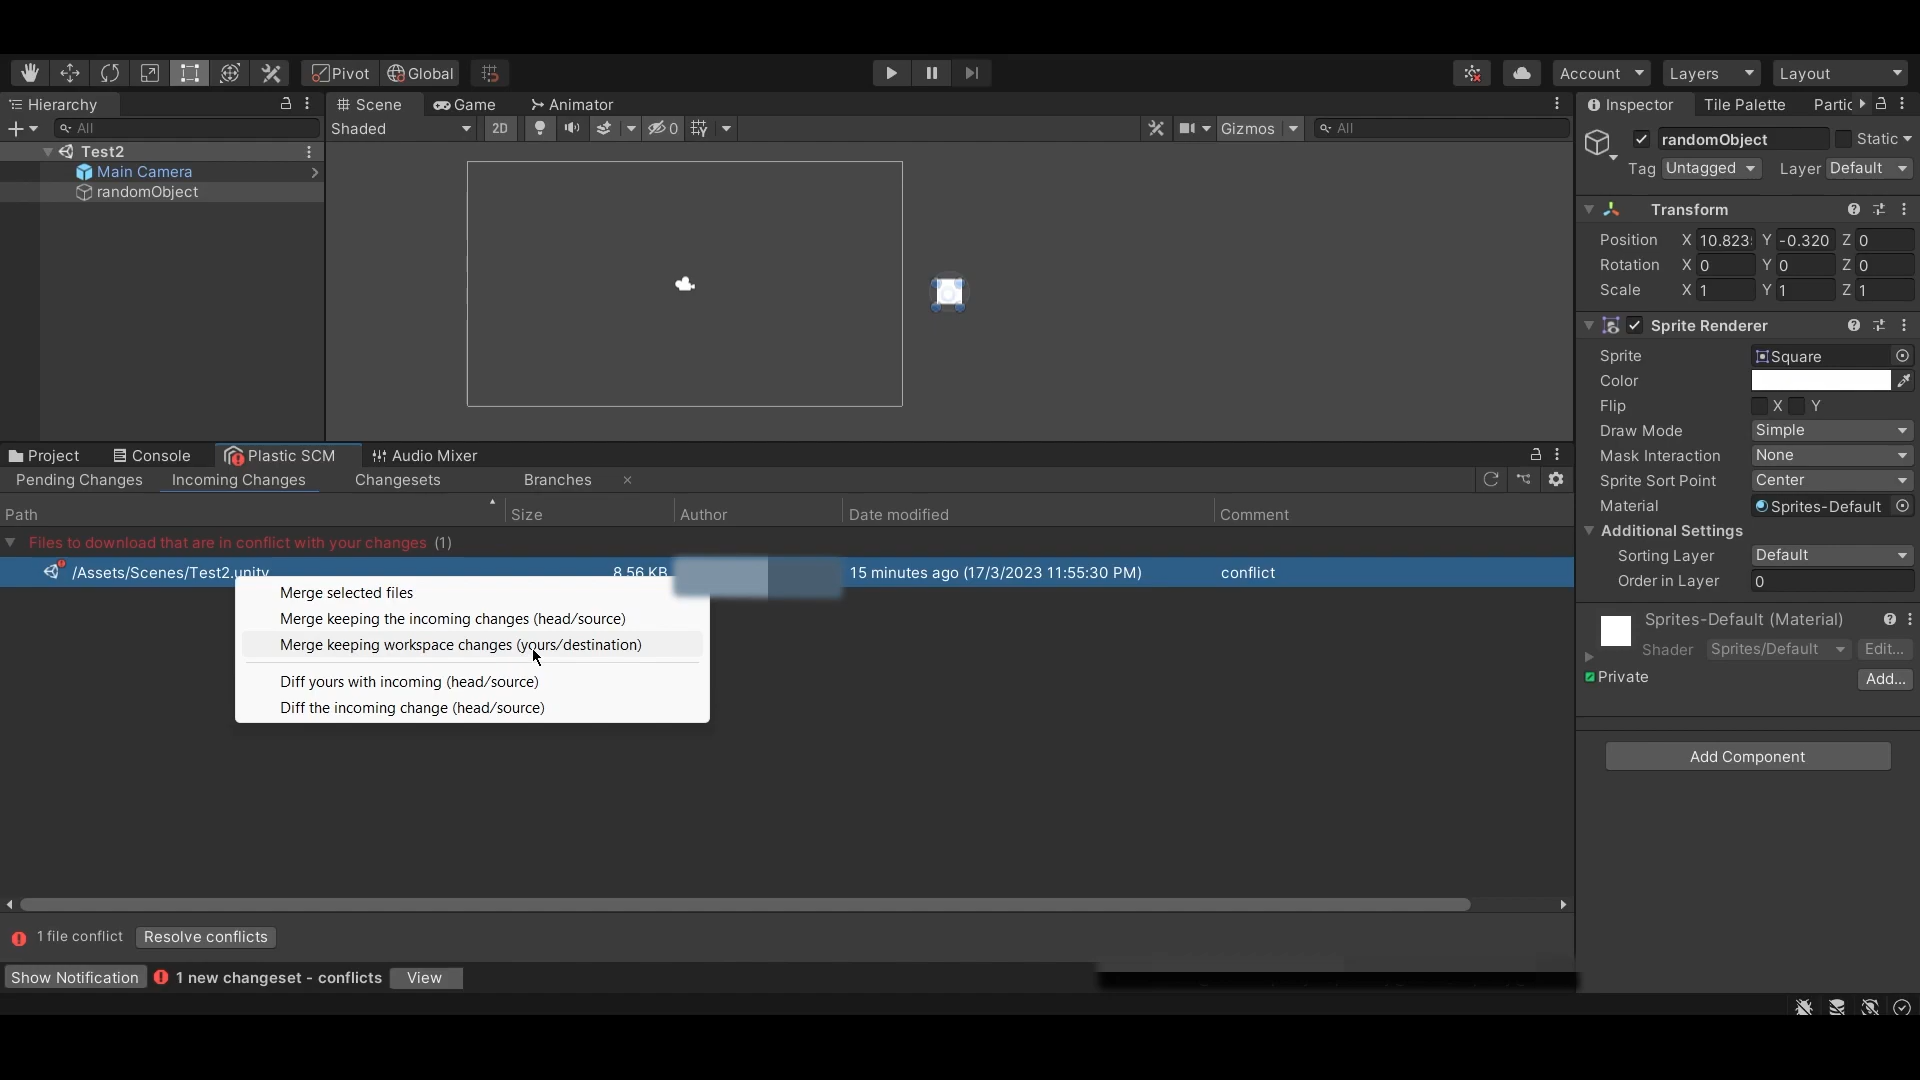 Pivot Global Account Layers Layout
Hierarchy
All
Test2
Main Camera
randomObject
Scene Game Animator
Shaded 2D 0 Gizmos All
Inspector Tile Palette Partic
randomObject Static
Tag Untagged Layer Default
Transform
Position X 10.823 Y -0.320 Z 0
Rotation X 0 Y 0 Z 0
Scale X 1 Y 1 Z 1
Sprite Renderer
Sprite Square
Color
Flip X Y
Draw Mode Simple
Mask Interaction None
Sprite Sort Point Center
Material Sprites-Default
Additional Settings
Sorting Layer Default
Order in Layer 0
Sprites-Default (Material)
Shader Sprites/Default Edit...
Private Add...
Add Component
Project Console Plastic SCM Audio Mixer
Pending Changes Incoming Changes Changesets Branches ×
Path Size Author Date modified Comment
Files to download that are in conflict with your changes (1)
/Assets/Scenes/Test2.unity 8.56 KB 15 minutes ago (17/3/2023 11:55:30 PM) conflict
Merge selected files
Merge keeping the incoming changes (head/source)
Merge keeping workspace changes (yours/destination)
Diff yours with incoming (head/source)
Diff the incoming change (head/source)
1 file conflict Resolve conflicts
Show Notification 1 new changeset - conflicts View